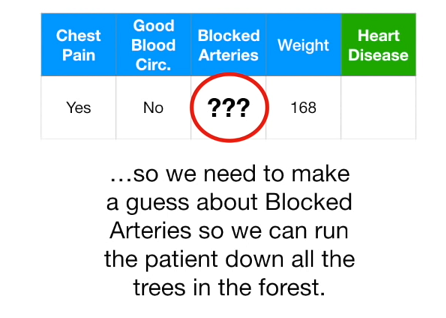 Chest Pain
Good Blood Circ.
Blocked Arteries
Weight
Heart Disease
Yes
No
???
168
…so we need to make
a guess about Blocked
Arteries so we can run
the patient down all the
trees in the forest.